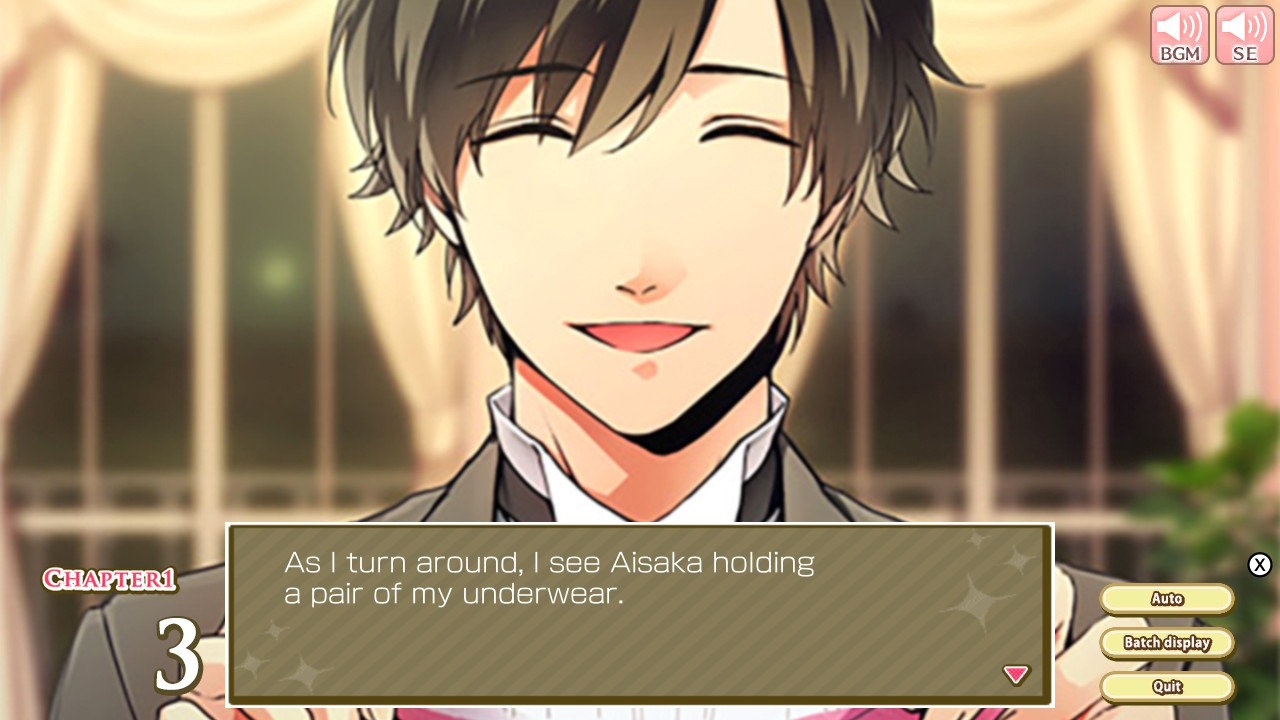 BGM
SE
As I turn around, I see Aisaka holding
a pair of my underwear.
CHAPTER1
3
X
Auto
Batch display
Quit